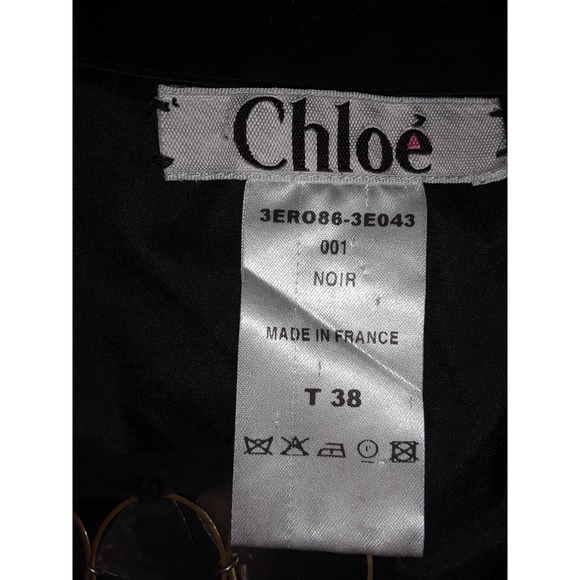 Chloé
3ERO86-3E043
001
NOIR
MADE IN FRANCE
T 38
P